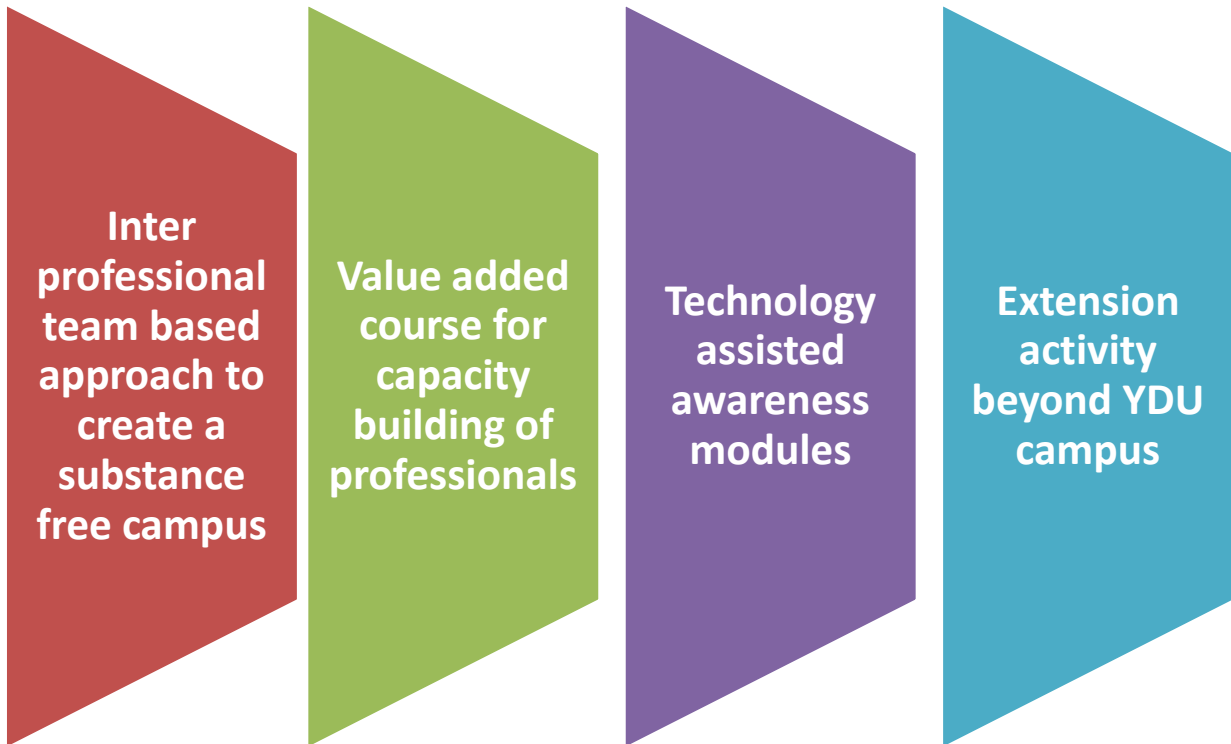 Inter
professional
team based
approach to
create a
substance
free campus
Value added
course for
capacity
building of
professionals
Technology
assisted
awareness
modules
Extension
activity
beyond YDU
campus